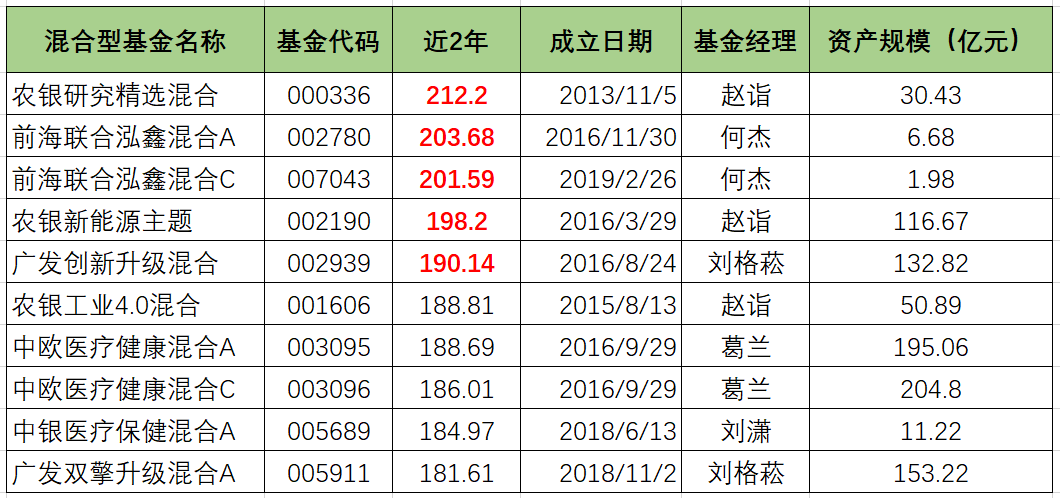 混合型基金名称 基金代码 近2年 成立日期 基金经理 资产规模（亿元）
农银研究精选混合 000336 212.2 2013/11/5 赵诣 30.43
前海联合泓鑫混合A 002780 203.68 2016/11/30 何杰 6.68
前海联合泓鑫混合C 007043 201.59 2019/2/26 何杰 1.98
农银新能源主题 002190 198.2 2016/3/29 赵诣 116.67
广发创新升级混合 002939 190.14 2016/8/24 刘格菘 132.82
农银工业4.0混合 001606 188.81 2015/8/13 赵诣 50.89
中欧医疗健康混合A 003095 188.69 2016/9/29 葛兰 195.06
中欧医疗健康混合C 003096 186.01 2016/9/29 葛兰 204.8
中银医疗保健混合A 005689 184.97 2018/6/13 刘潇 11.22
广发双擎升级混合A 005911 181.61 2018/11/2 刘格菘 153.22